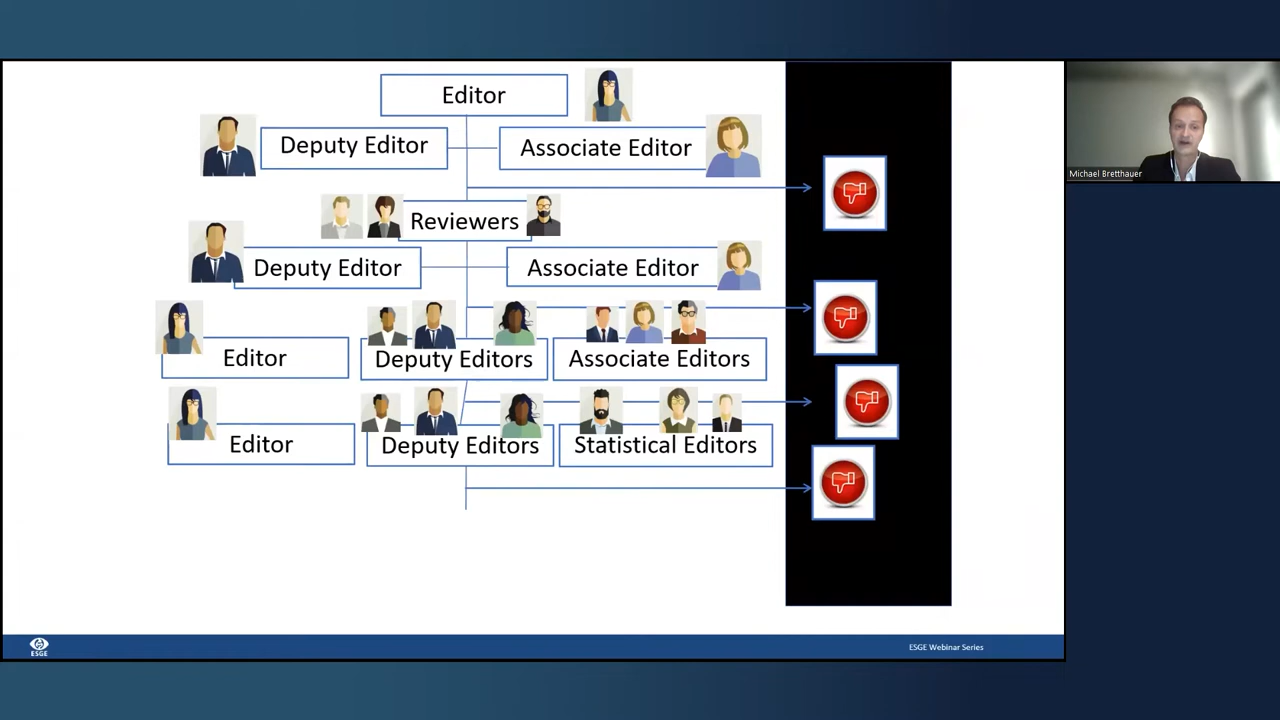 Editor
Deputy Editor
Associate Editor
Michael Bretthauer
Reviewers
Deputy Editor
Associate Editor
Editor
Deputy Editors
Associate Editors
Editor
Deputy Editors
Statistical Editors
ESGE
ESGE Webinar Series